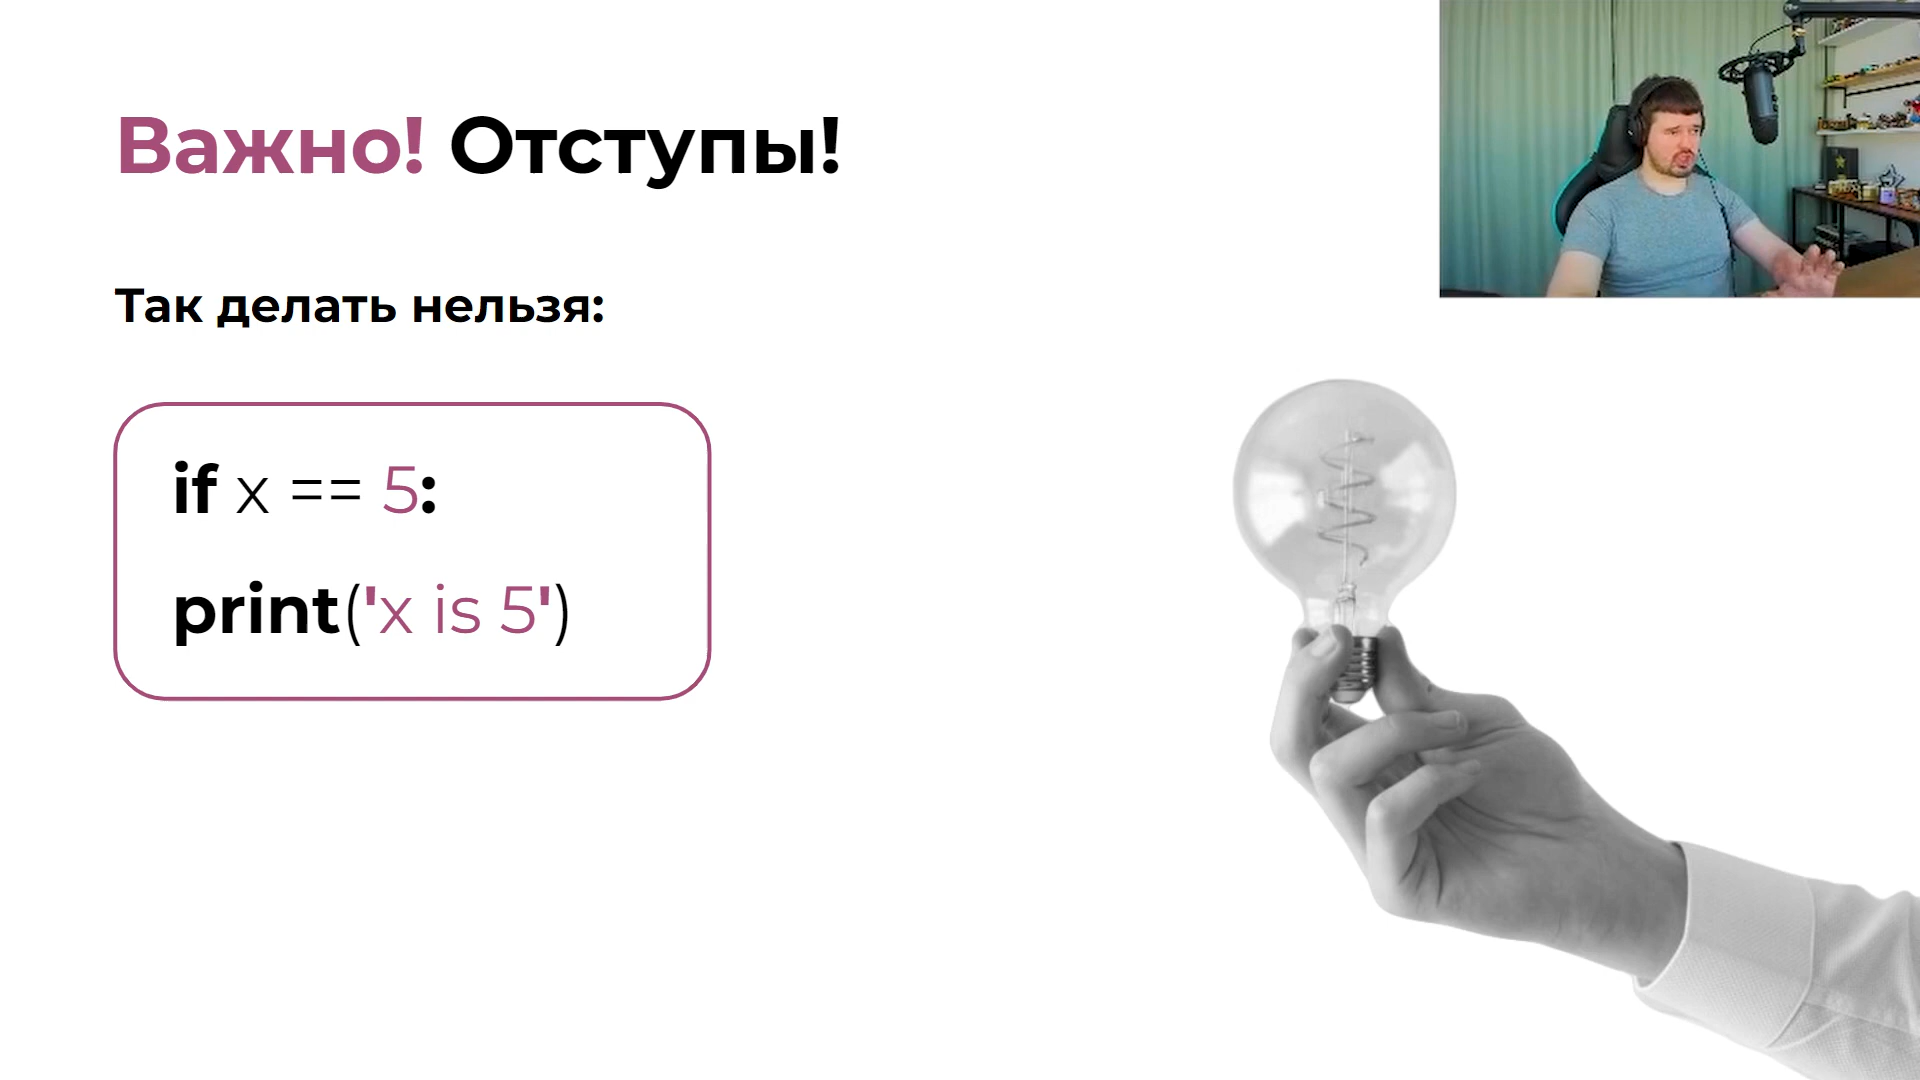 Важно! Отступы!
Так делать нельзя:
if x == 5:
print('x is 5')